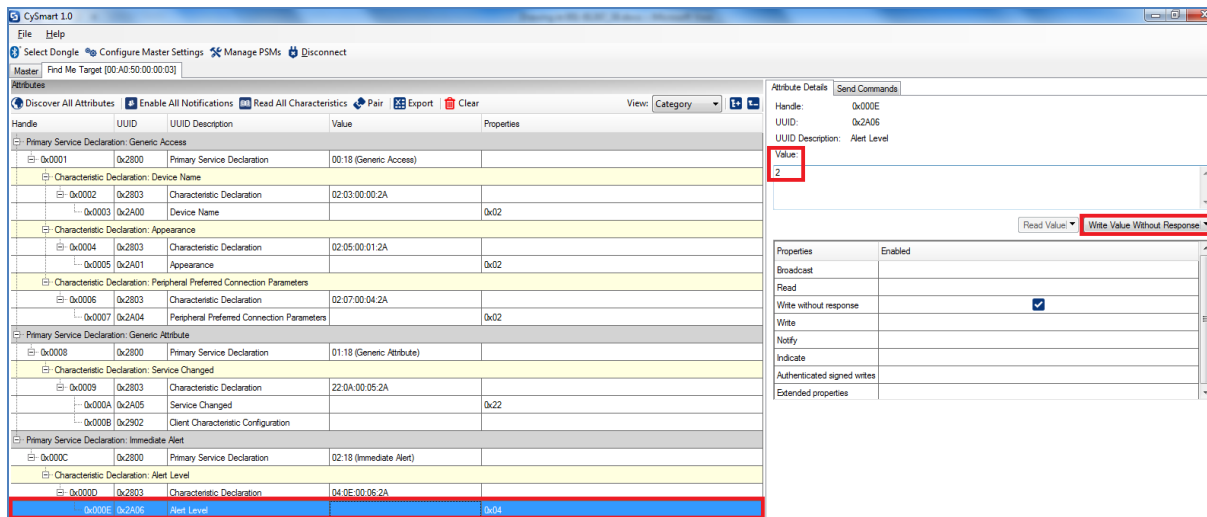 CySmart 1.0
File Help
Select Dongle Configure Master Settings Manage PSMs Disconnect
Master Find Me Target [00:A0:50:00:00:03]
Attributes
Discover All Attributes Enable All Notifications Read All Characteristics Pair Export Clear View: Category
Handle UUID UUID Description Value Properties
Primary Service Declaration: Generic Access
0x0001 0x2800 Primary Service Declaration 00:18 (Generic Access)
Characteristic Declaration: Device Name
0x0002 0x2803 Characteristic Declaration 02:03:00:00:2A
0x0003 0x2A00 Device Name 0x02
Characteristic Declaration: Appearance
0x0004 0x2803 Characteristic Declaration 02:05:00:01:2A
0x0005 0x2A01 Appearance 0x02
Characteristic Declaration: Peripheral Preferred Connection Parameters
0x0006 0x2803 Characteristic Declaration 02:07:00:04:2A
0x0007 0x2A04 Peripheral Preferred Connection Parameters 0x02
Primary Service Declaration: Generic Attribute
0x0008 0x2800 Primary Service Declaration 01:18 (Generic Attribute)
Characteristic Declaration: Service Changed
0x0009 0x2803 Characteristic Declaration 22:0A:00:05:2A
0x000A 0x2A05 Service Changed 0x22
0x000B 0x2902 Client Characteristic Configuration
Primary Service Declaration: Immediate Alert
0x000C 0x2800 Primary Service Declaration 02:18 (Immediate Alert)
Characteristic Declaration: Alert Level
0x000D 0x2803 Characteristic Declaration 04:0E:00:06:2A
0x000E 0x2A06 Alert Level 0x04
Attribute Details Send Commands
Handle: 0x000E
UUID: 0x2A06
UUID Description: Alert Level
Value:
2
Read Value Write Value Without Response
Properties Enabled
Broadcast
Read
Write without response
Write
Notify
Indicate
Authenticated signed writes
Extended properties